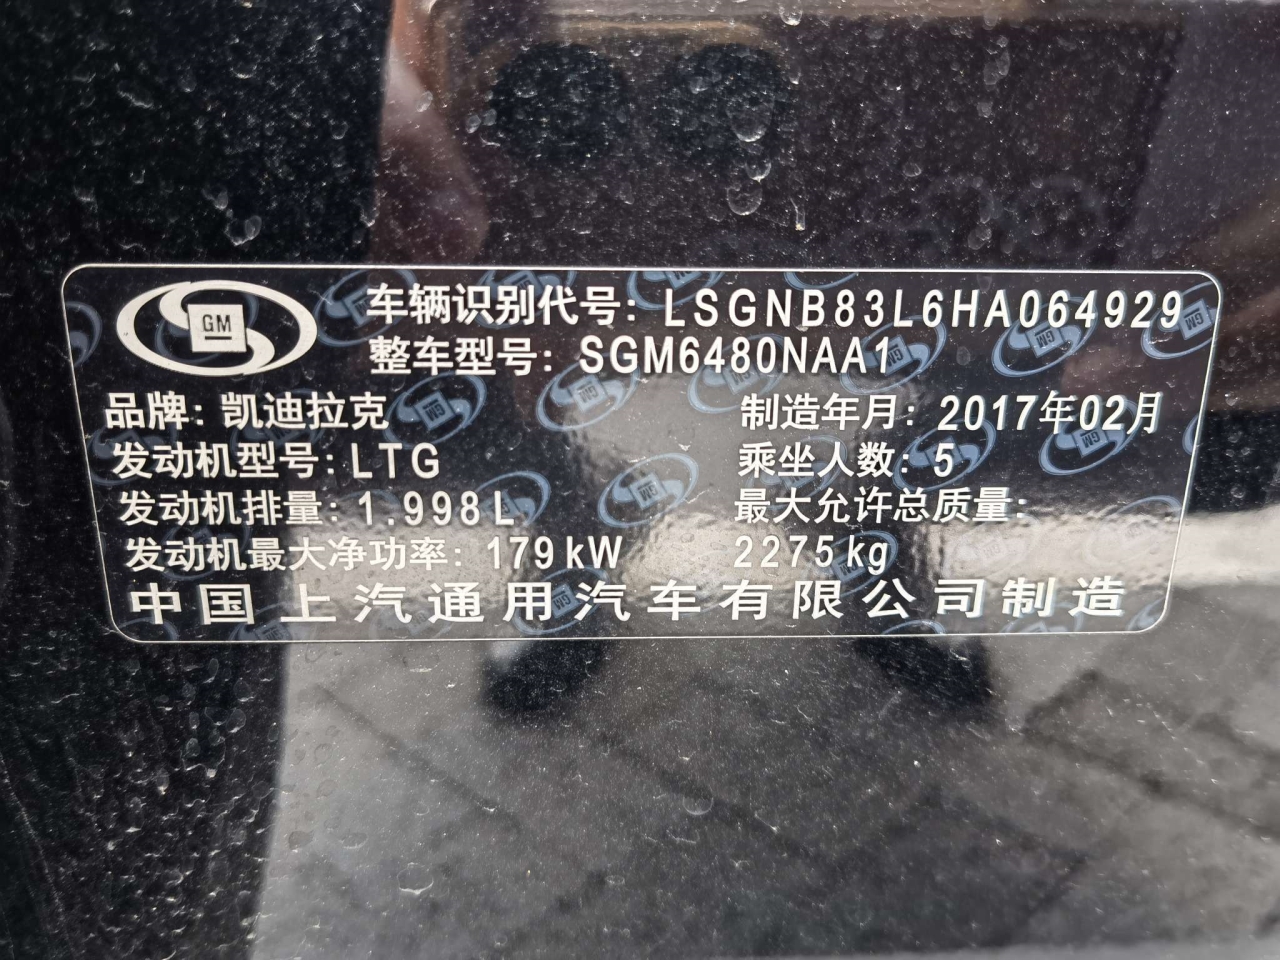 GM
车辆识别代号: LSGNB83L6HA064929
整车型号: SGM6480NAA1
品牌: 凯迪拉克
制造年月: 2017年02月
发动机型号: LTG
乘坐人数: 5
发动机排量: 1.998L
最大允许总质量:
发动机最大净功率: 179kW
2275kg
中国上汽通用汽车有限公司制造